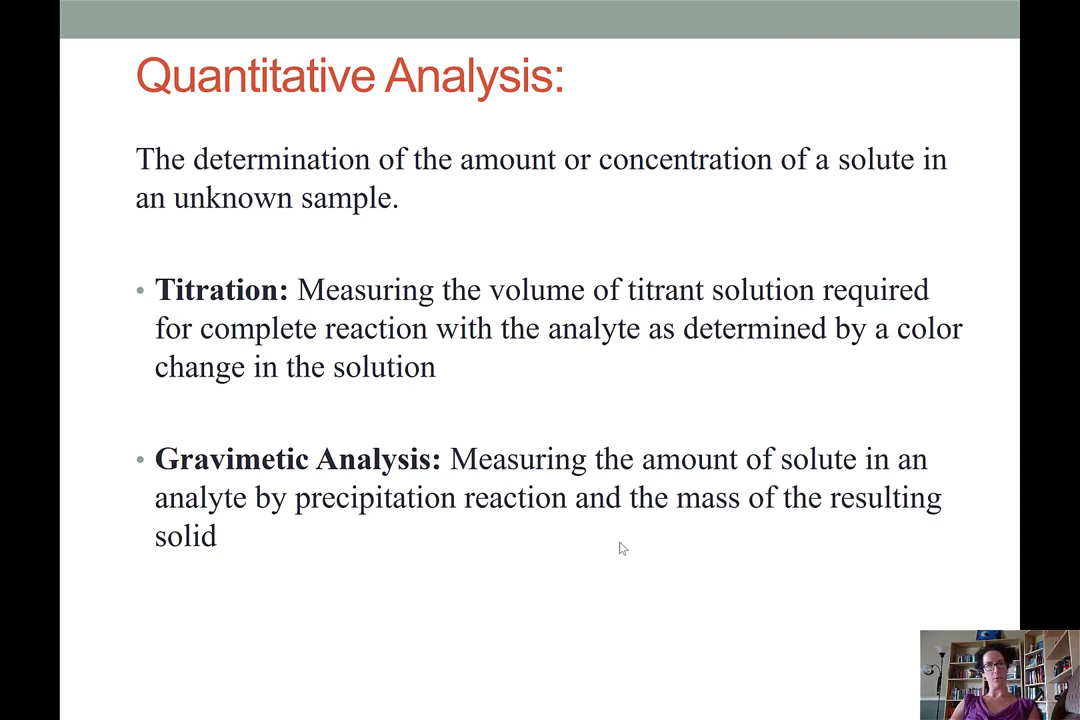 Quantitative Analysis:
The determination of the amount or concentration of a solute in
an unknown sample.
• Titration: Measuring the volume of titrant solution required
for complete reaction with the analyte as determined by a color
change in the solution
• Gravimetic Analysis: Measuring the amount of solute in an
analyte by precipitation reaction and the mass of the resulting
solid